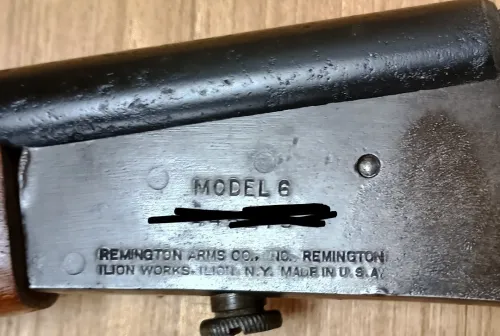 MODEL 6
(REMINGTON ARMS CO., INC. REMINGTON)
ILION WORKS. ILION, N.Y. MADE IN U.S.A.